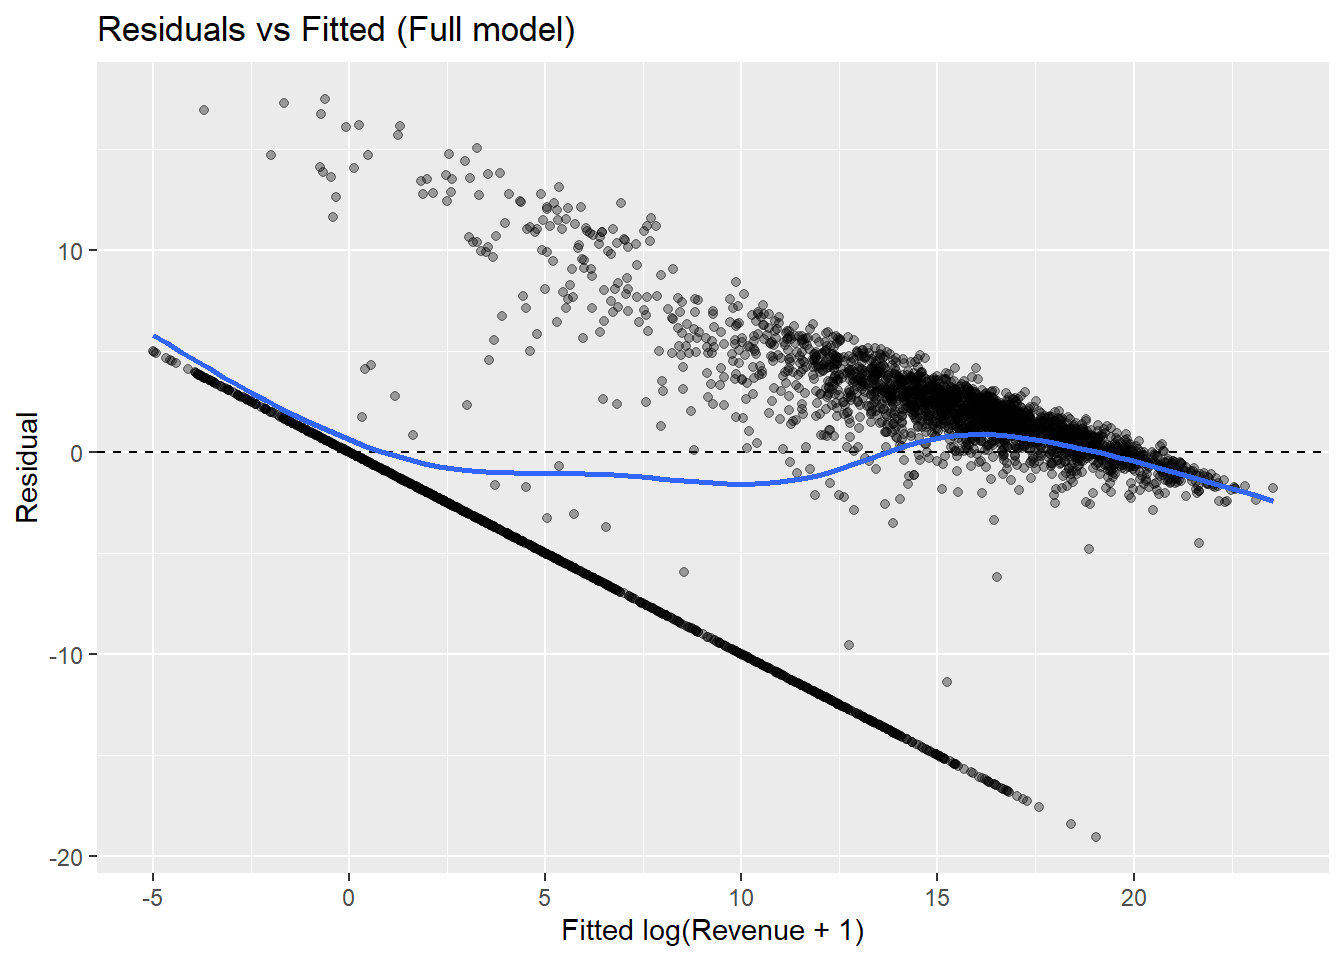 Residuals vs Fitted (Full model)
Residual
10
0
-10
-20
-5 0 5 10 15 20
Fitted log(Revenue + 1)